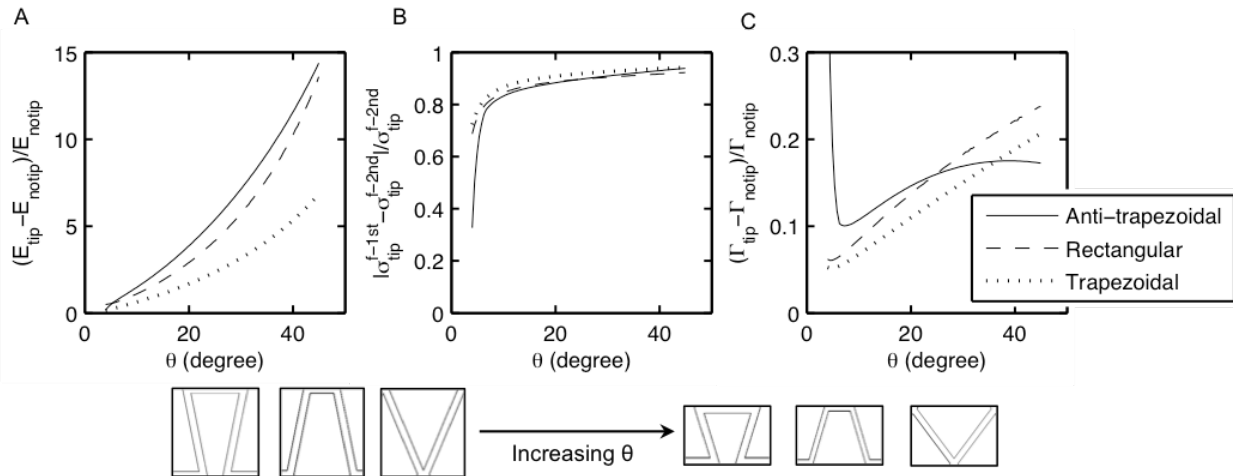 A
B
C
15
10
5
0
0
20
40
θ (degree)
(E_tip −E_notip)/E_notip
1
0.8
0.6
0.4
0.2
0
0
20
40
θ (degree)
|σ_tip^f−1st −σ_tip^f−2nd|/σ_tip^f−2nd
0.3
0.2
0.1
0
0
20
40
θ (degree)
(Γ_tip −Γ_notip)/Γ_notip
Anti−trapezoidal
Rectangular
Trapezoidal
Increasing θ